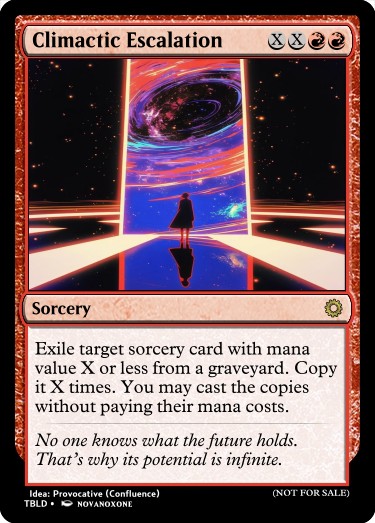 Climactic Escalation XXRR
Sorcery
Exile target sorcery card with mana
value X or less from a graveyard. Copy
it X times. You may cast the copies
without paying their mana costs.
No one knows what the future holds.
That's why its potential is infinite.
Idea: Provocative (Confluence)
(NOT FOR SALE)
TBLD • NOVANOXONE